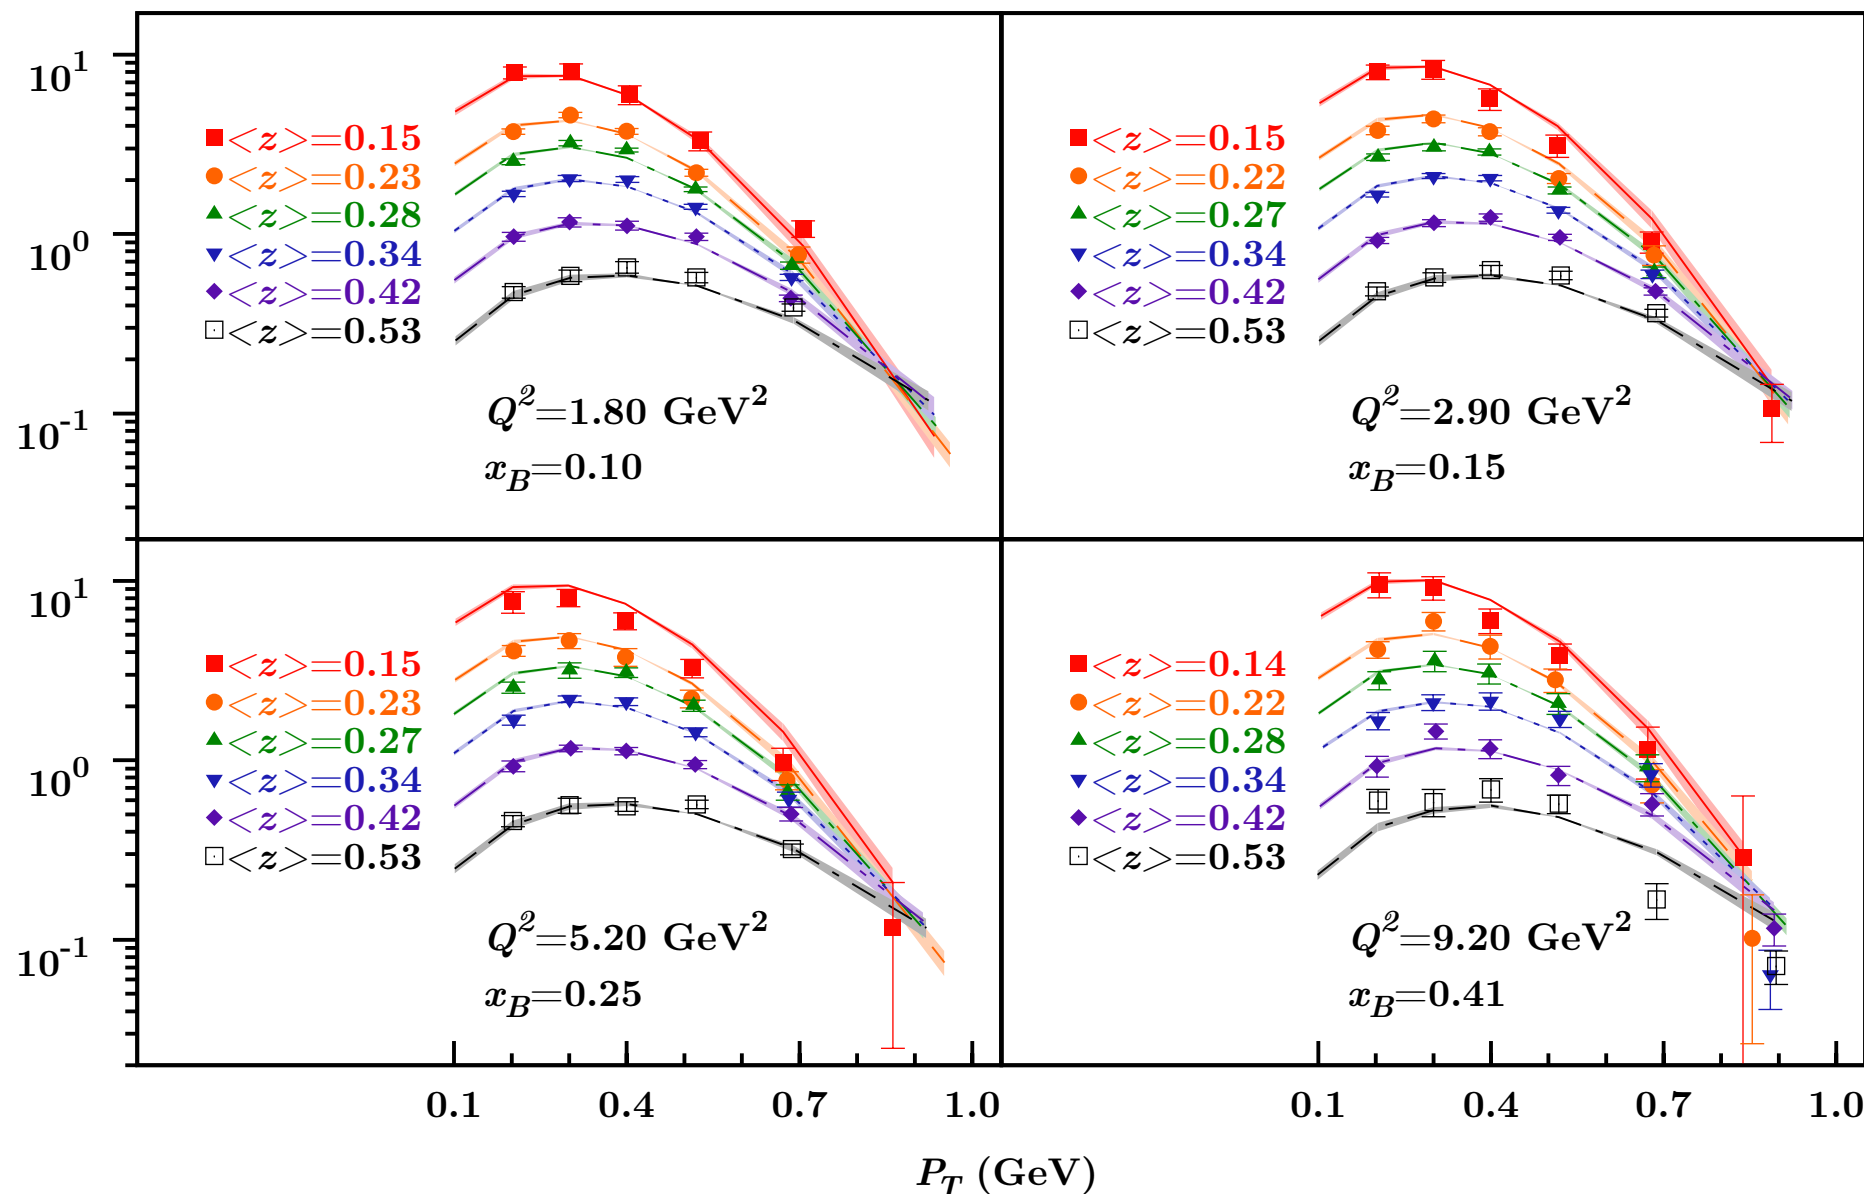 10^1
<z>=0.15
<z>=0.23
<z>=0.28
10^0
<z>=0.34
<z>=0.42
<z>=0.53
Q^2=1.80 GeV^2
10^-1
x_B=0.10
<z>=0.15
<z>=0.22
<z>=0.27
<z>=0.34
<z>=0.42
<z>=0.53
Q^2=2.90 GeV^2
x_B=0.15
10^1
<z>=0.15
<z>=0.23
<z>=0.27
10^0
<z>=0.34
<z>=0.42
<z>=0.53
Q^2=5.20 GeV^2
10^-1
x_B=0.25
<z>=0.14
<z>=0.22
<z>=0.28
<z>=0.34
<z>=0.42
<z>=0.53
Q^2=9.20 GeV^2
x_B=0.41
0.1 0.4 0.7 1.0 0.1 0.4 0.7 1.0
P_T (GeV)